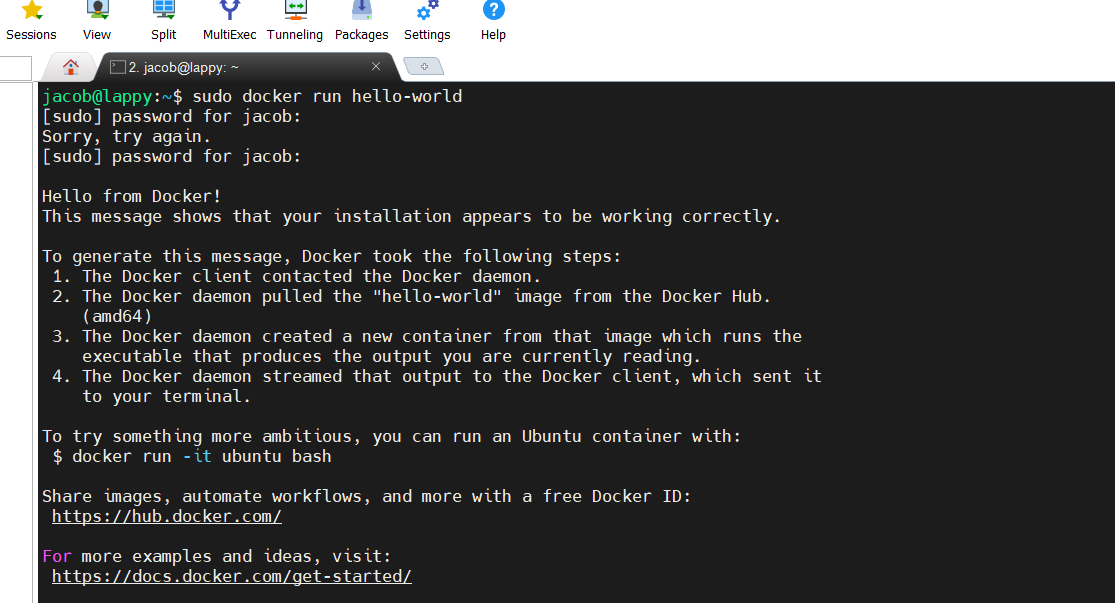 Sessions View Split MultiExec Tunneling Packages Settings Help
2. jacob@lappy: ~
jacob@lappy:~$ sudo docker run hello-world
[sudo] password for jacob:
Sorry, try again.
[sudo] password for jacob:
Hello from Docker!
This message shows that your installation appears to be working correctly.
To generate this message, Docker took the following steps:
1. The Docker client contacted the Docker daemon.
2. The Docker daemon pulled the "hello-world" image from the Docker Hub.
(amd64)
3. The Docker daemon created a new container from that image which runs the
executable that produces the output you are currently reading.
4. The Docker daemon streamed that output to the Docker client, which sent it
to your terminal.
To try something more ambitious, you can run an Ubuntu container with:
$ docker run -it ubuntu bash
Share images, automate workflows, and more with a free Docker ID:
https://hub.docker.com/
For more examples and ideas, visit:
https://docs.docker.com/get-started/